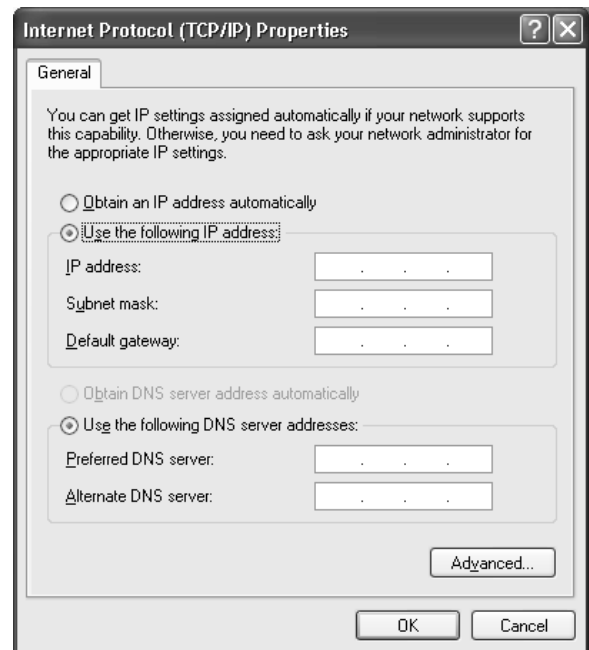 Internet Protocol (TCP/IP) Properties
General
You can get IP settings assigned automatically if your network supports
this capability. Otherwise, you need to ask your network administrator for
the appropriate IP settings.
Obtain an IP address automatically
Use the following IP address:
IP address:
Subnet mask:
Default gateway:
Obtain DNS server address automatically
Use the following DNS server addresses:
Preferred DNS server:
Alternate DNS server:
Advanced...
OK
Cancel